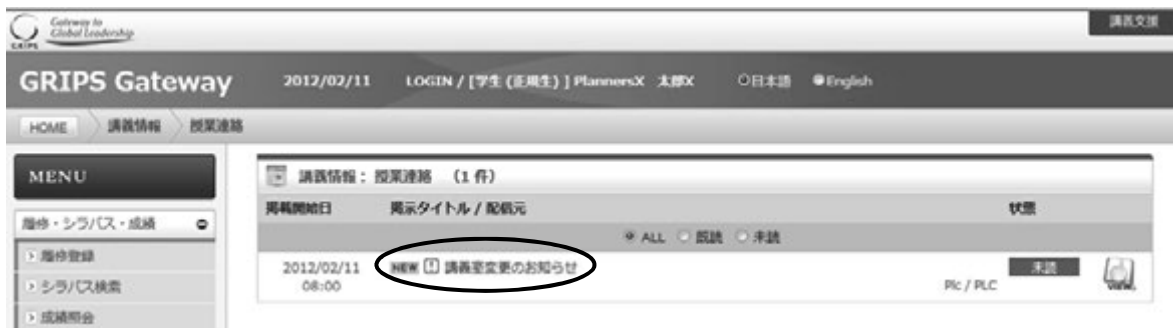 Gateway to
Global Leadership
GRIPS
講義支援
GRIPS Gateway 2012/02/11 LOGIN / [学生 (正規生) ] PlannersX 太郎X 日本語 English
HOME 講義情報 授業連絡
MENU
講義情報： 授業連絡 （1 件）
掲載開始日 掲示タイトル / 配信元 状態
履修・シラバス・成績
ALL 既読 未読
履修登録
2012/02/11 NEW 講義室変更のお知らせ 未読 VIEW
08:00 Plc / PLC
シラバス検索
成績照会